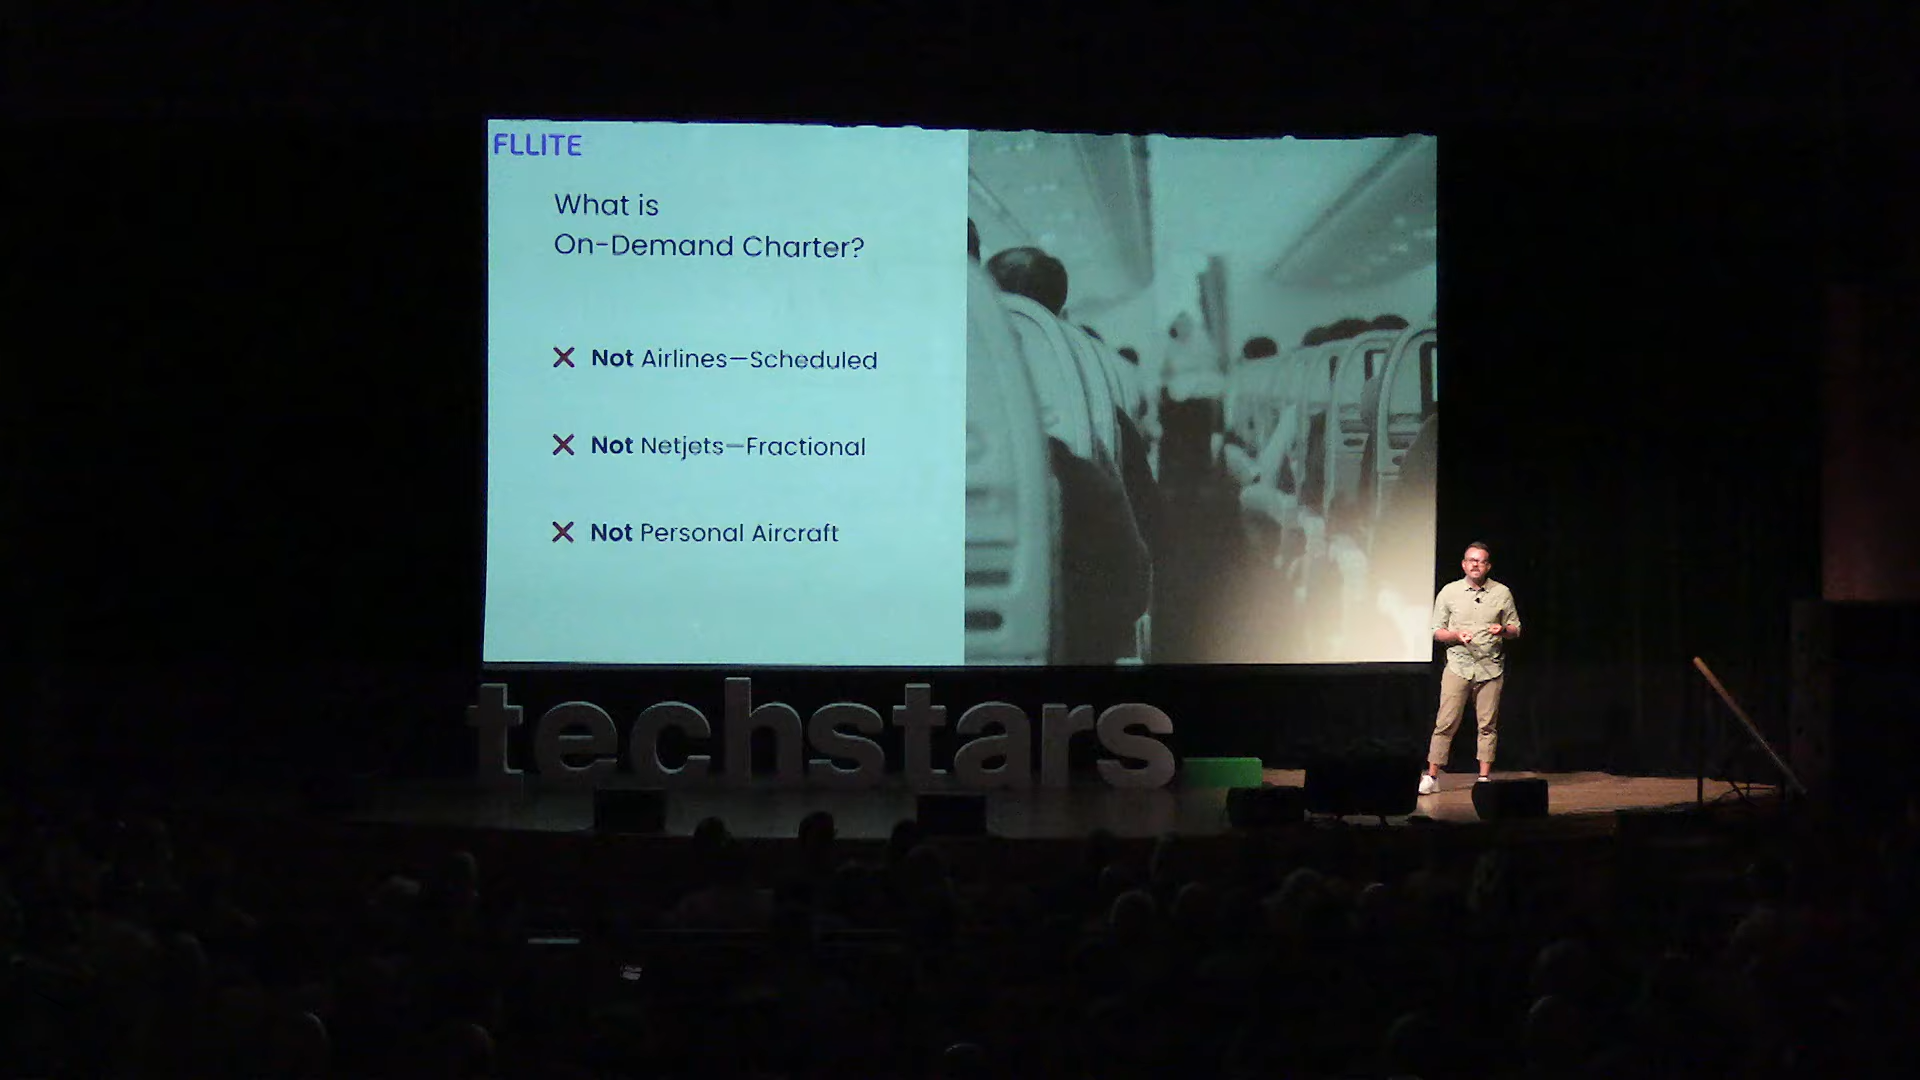 FLLITE
What is
On-Demand Charter?
Not Airlines—Scheduled
Not Netjets—Fractional
Not Personal Aircraft
techstars